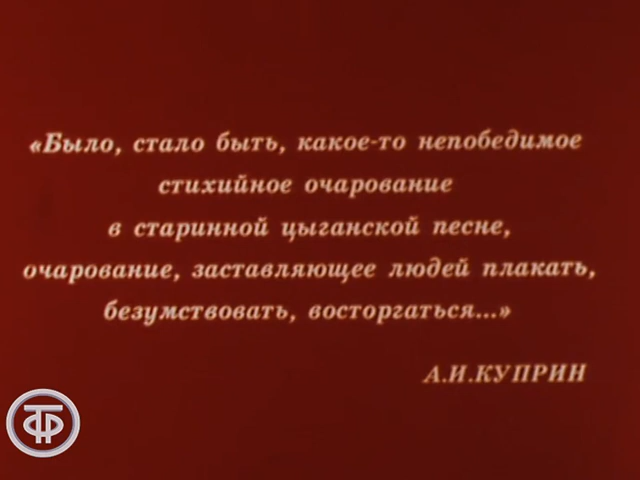 «Было, стало быть, какое-то непобедимое
стихийное очарование
в старинной цыганской песне,
очарование, заставляющее людей плакать,
безумствовать, восторгаться...»
А.И.КУПРИН